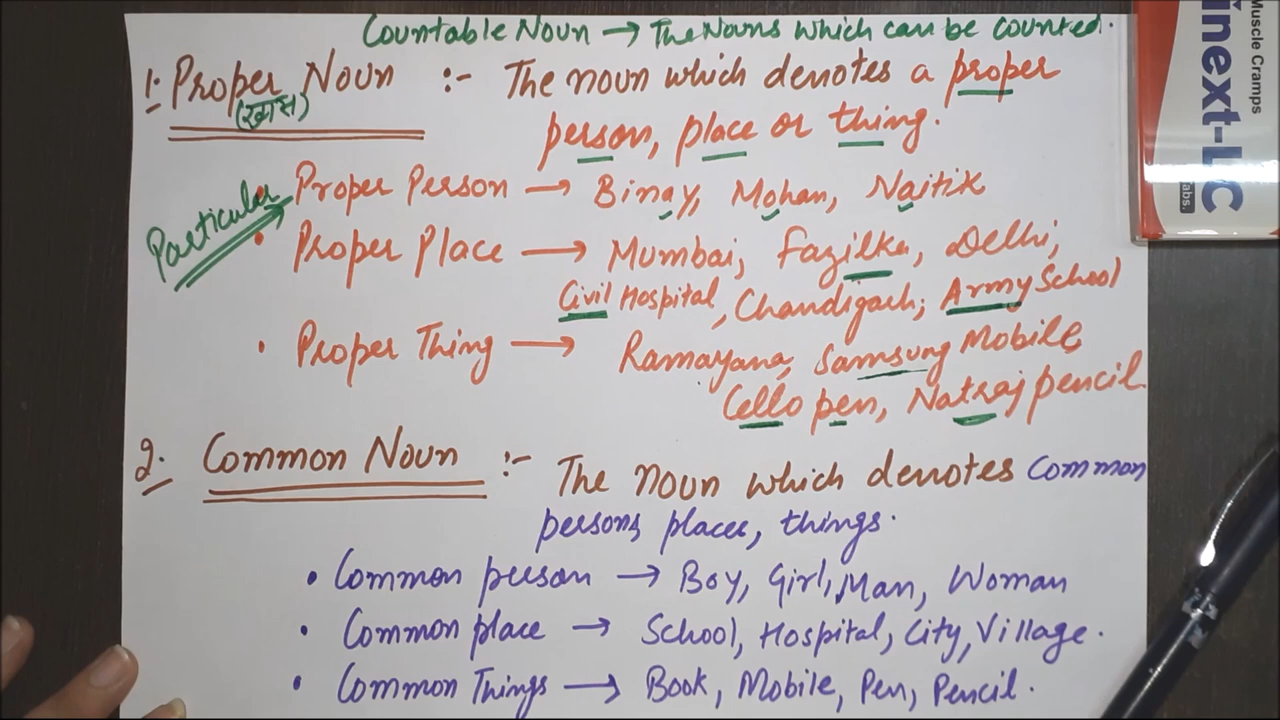 Countable Noun → The Nouns which can be counted.
1. Proper Noun :- The noun which denotes a proper
(खास)
person, place or thing.
Particular
Proper Person → Binay, Mohan, Naitik
• Proper Place → Mumbai, Fazilka, Delhi,
Civil Hospital, Chandigarh, Army School
• Proper Thing → Ramayana, Samsung Mobile,
Cello pen, Natraj pencil
2. Common Noun :- The noun which denotes Common
persons, places, things.
• Common person → Boy, Girl, Man, Woman
• Common place → School, Hospital, City, Village.
• Common Things → Book, Mobile, Pen, Pencil.
Muscle Cramps
inext-LC
abs.